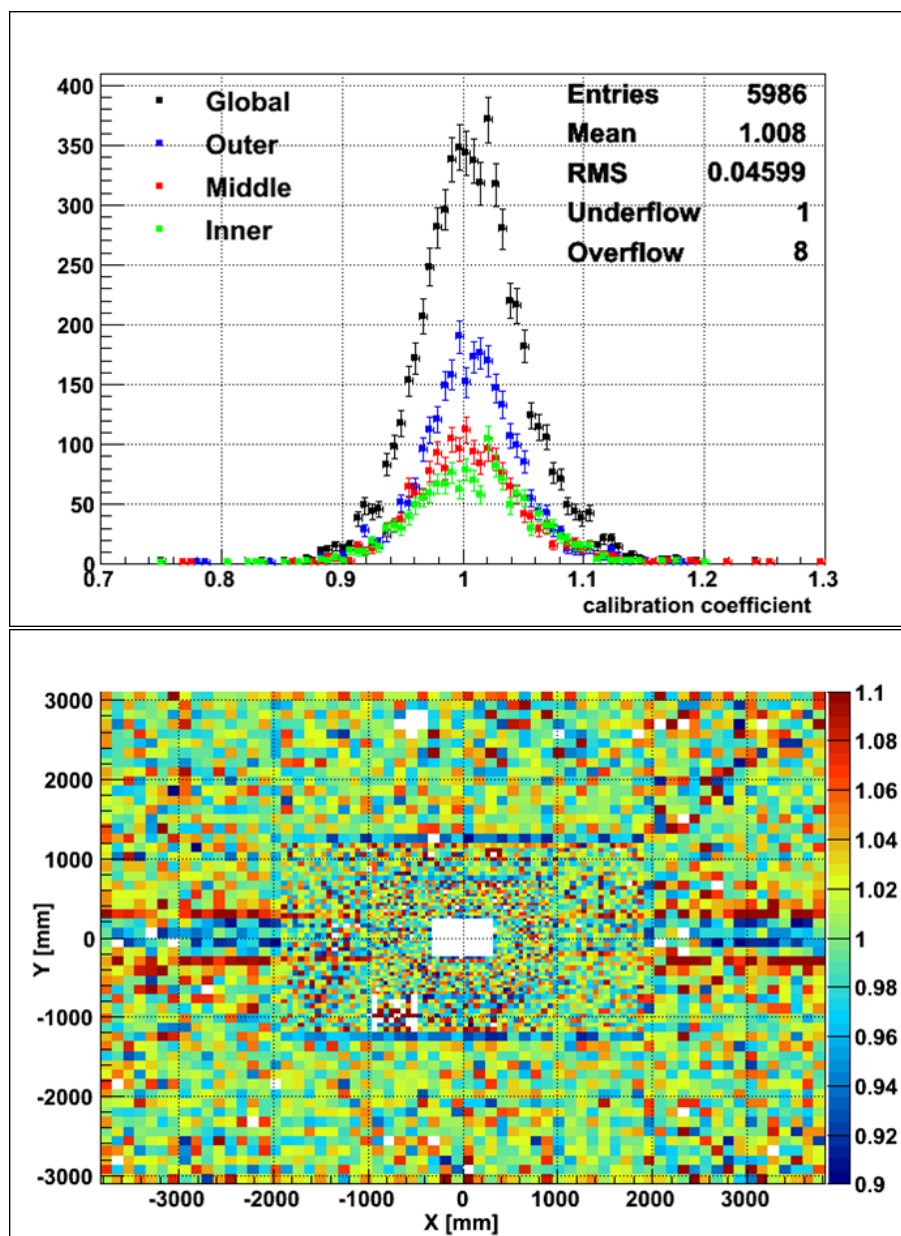 400
350
300
250
200
150
100
50
0
Global
Outer
Middle
Inner
Entries 5986
Mean 1.008
RMS 0.04599
Underflow 1
Overflow 8
0.7 0.8 0.9 1 1.1 1.2 1.3
calibration coefficient
Y [mm]
3000
2000
1000
0
-1000
-2000
-3000
1.1
1.08
1.06
1.04
1.02
1
0.98
0.96
0.94
0.92
0.9
-3000 -2000 -1000 0 1000 2000 3000
X [mm]